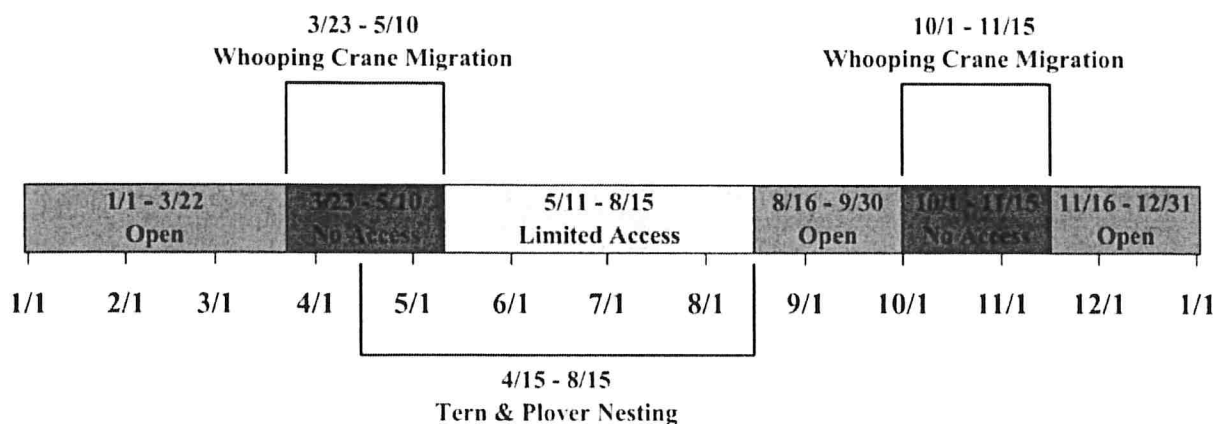 3/23 - 5/10
Whooping Crane Migration
10/1 - 11/15
Whooping Crane Migration
1/1 - 3/22
Open
3/23 - 5/10
No Access
5/11 - 8/15
Limited Access
8/16 - 9/30
Open
10/1 - 11/15
No Access
11/16 - 12/31
Open
1/1 2/1 3/1 4/1 5/1 6/1 7/1 8/1 9/1 10/1 11/1 12/1 1/1
4/15 - 8/15
Tern & Plover Nesting